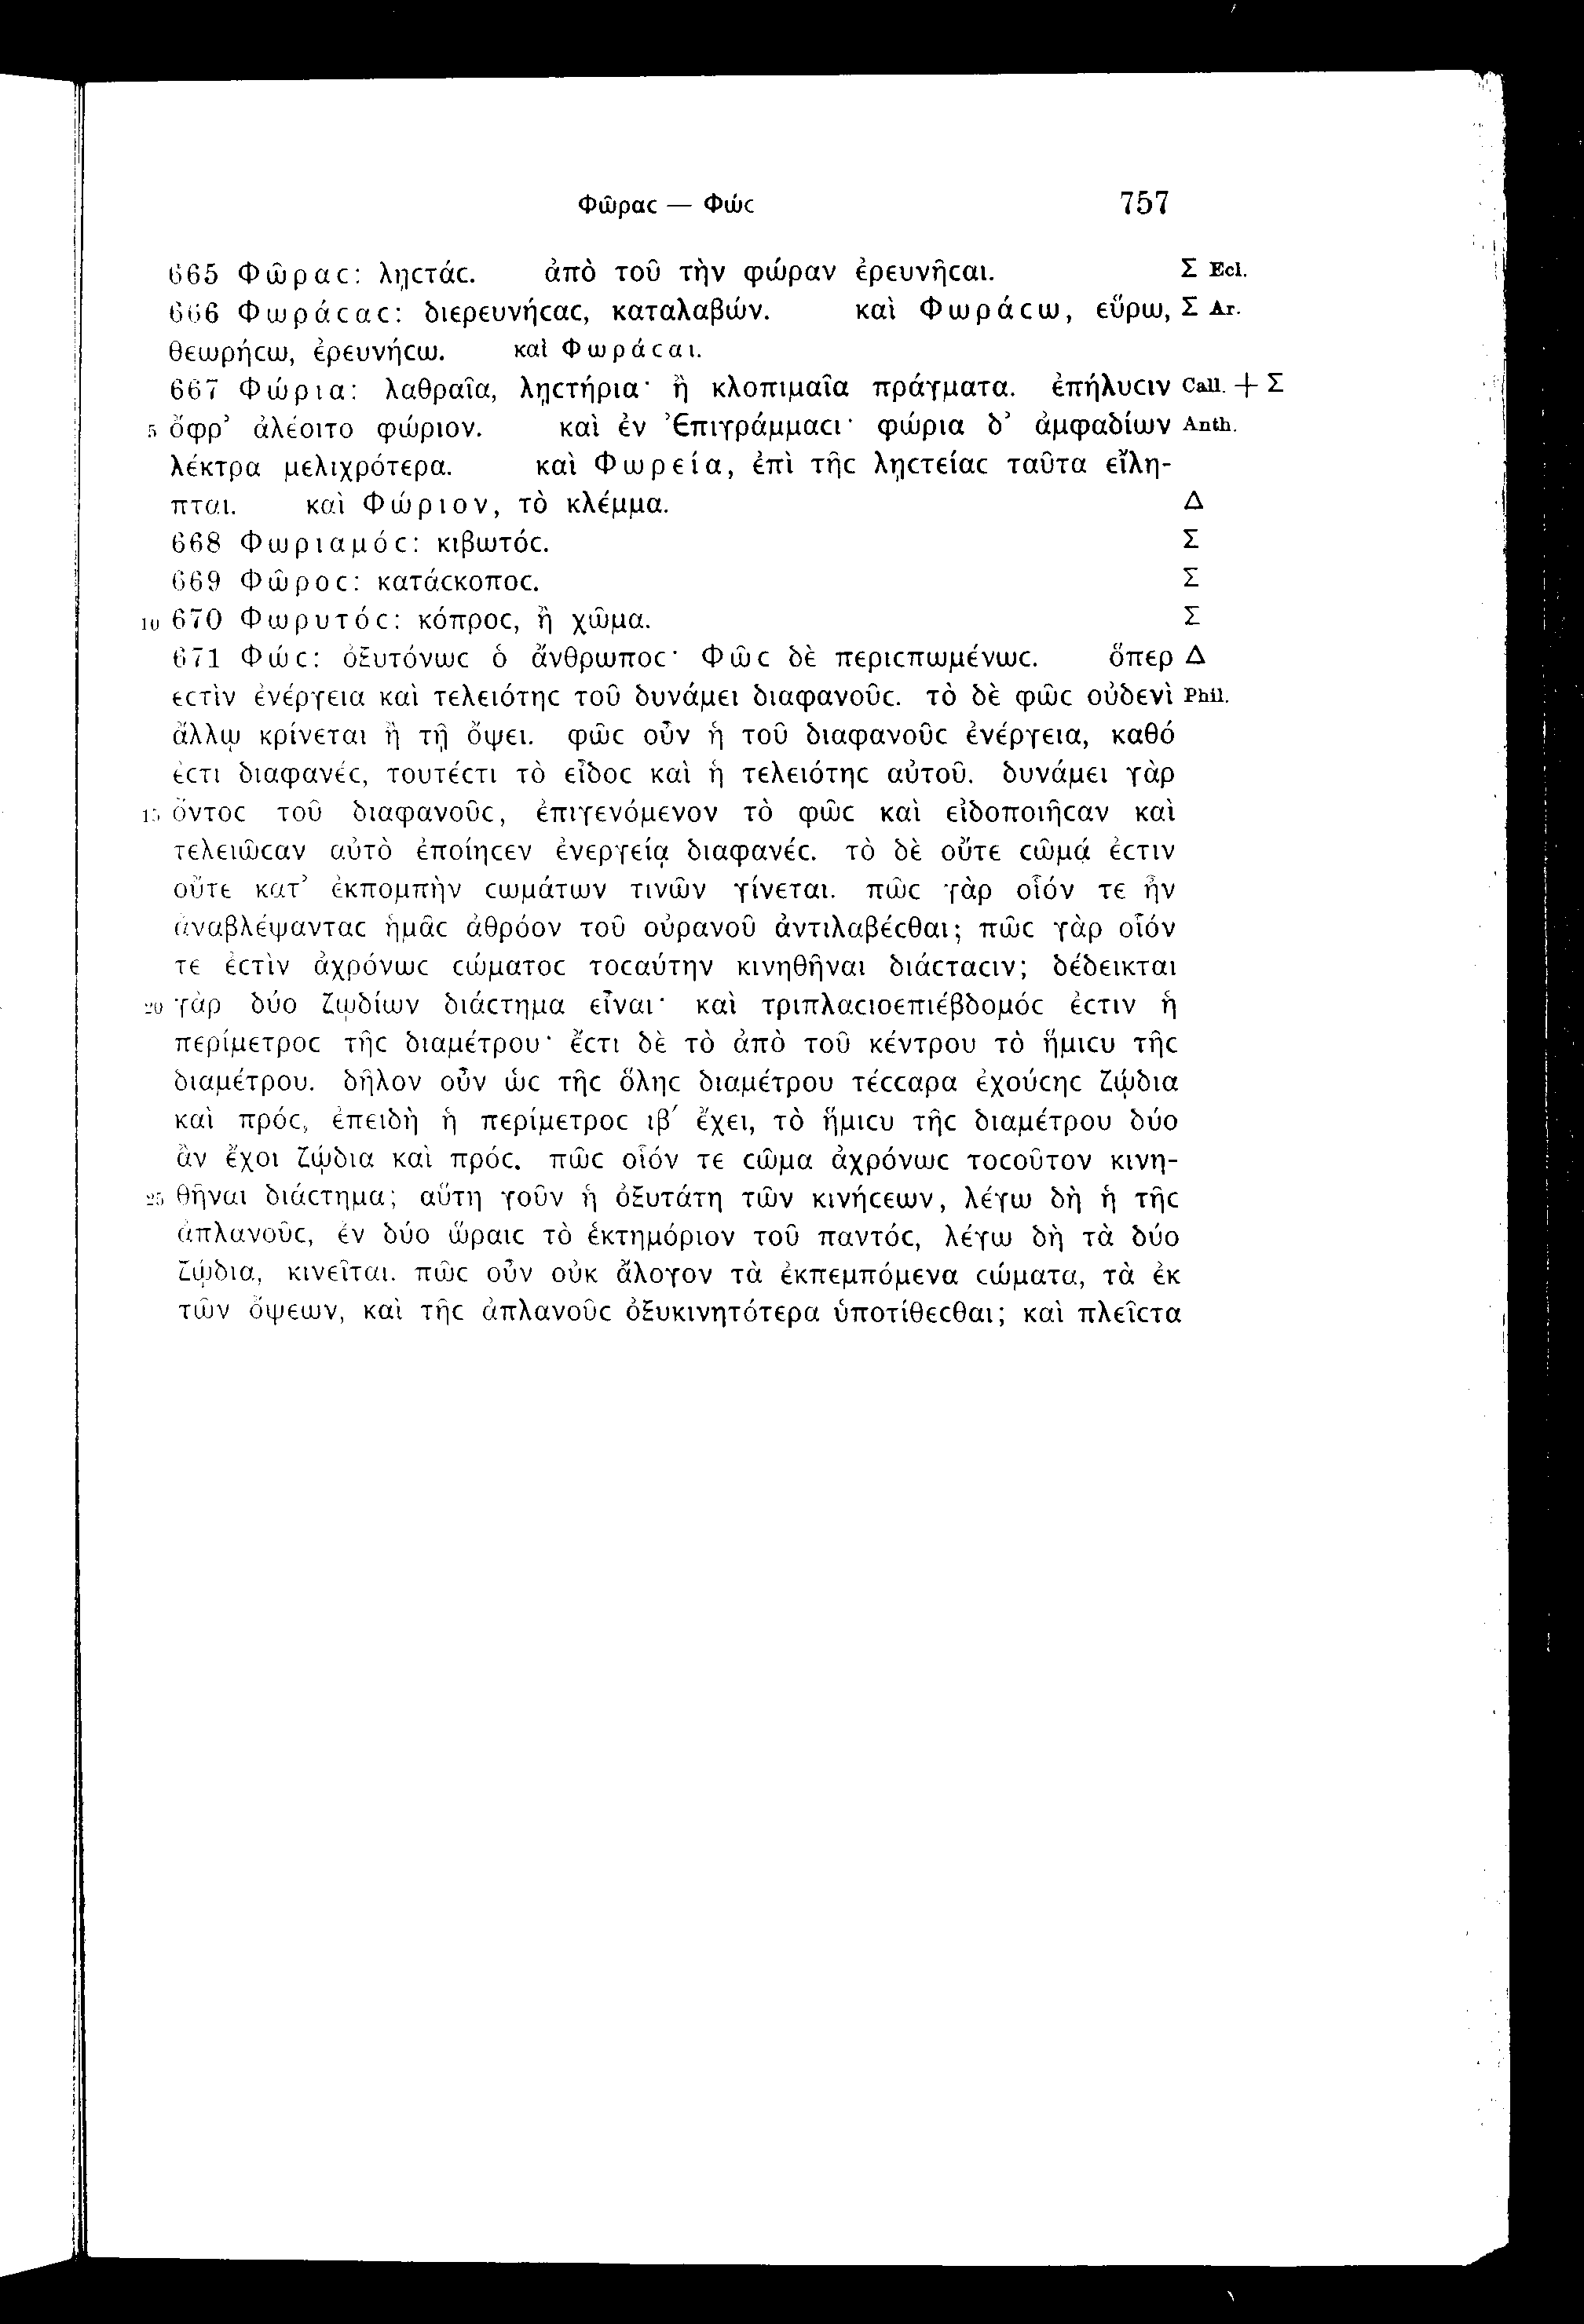 Φῶραϲ — Φώϲ 757
665 Φῶραϲ: λῃϲτάϲ. ἀπὸ τοῦ τὴν φώραν ἐρευνῆϲαι. Σ Ecl.
666 Φωράϲαϲ: διερευνήϲαϲ, καταλαβών. καὶ Φωράϲω, εὕρω, Σ Ar.
θεωρήϲω, ἐρευνήϲω. καὶ Φωράϲαι.
667 Φώρια: λαθραῖα, λῃϲτήρια· ἢ κλοπιμαῖα πράγματα. ἐπήλυϲιν Call. + Σ
5 ὄφρ’ ἀλέοιτο φώριον. καὶ ἐν Ἐπιγράμμαϲι· φώρια δ’ ἀμφαδίων Anth.
λέκτρα μελιχρότερα. καὶ Φωρεία, ἐπὶ τῆϲ λῃϲτείαϲ ταῦτα εἴλη-
πται. καὶ Φώριον, τὸ κλέμμα. Δ
668 Φωριαμόϲ: κιβωτόϲ. Σ
669 Φῶροϲ: κατάϲκοποϲ. Σ
10 670 Φωρυτόϲ: κόπροϲ, ἢ χῶμα. Σ
671 Φώϲ: ὀξυτόνωϲ ὁ ἄνθρωποϲ· Φῶϲ δὲ περιϲπωμένωϲ. ὅπερ Δ
ἐϲτὶν ἐνέργεια καὶ τελειότηϲ τοῦ δυνάμει διαφανοῦϲ. τὸ δὲ φῶϲ οὐδενὶ Phil.
ἄλλῳ κρίνεται ἢ τῇ ὄψει. φῶϲ οὖν ἡ τοῦ διαφανοῦϲ ἐνέργεια, καθό
ἐϲτι διαφανέϲ, τουτέϲτι τὸ εἶδοϲ καὶ ἡ τελειότηϲ αὐτοῦ. δυνάμει γὰρ
15 ὄντοϲ τοῦ διαφανοῦϲ, ἐπιγενόμενον τὸ φῶϲ καὶ εἰδοποιῆϲαν καὶ
τελειῶϲαν αὐτὸ ἐποίηϲεν ἐνεργείᾳ διαφανέϲ. τὸ δὲ οὔτε ϲῶμά ἐϲτιν
οὔτε κατ’ ἐκπομπὴν ϲωμάτων τινῶν γίνεται. πῶϲ γὰρ οἷόν τε ἦν
ἀναβλέψανταϲ ἡμᾶϲ ἀθρόον τοῦ οὐρανοῦ ἀντιλαβέϲθαι; πῶϲ γὰρ οἷόν
τε ἐϲτὶν ἀχρόνωϲ ϲώματοϲ τοϲαύτην κινηθῆναι διάϲταϲιν; δέδεικται
20 γὰρ δύο ζῳδίων διάϲτημα εἶναι· καὶ τριπλαϲιοεπιέβδομόϲ ἐϲτιν ἡ
περίμετροϲ τῆϲ διαμέτρου· ἔϲτι δὲ τὸ ἀπὸ τοῦ κέντρου τὸ ἥμιϲυ τῆϲ
διαμέτρου. δῆλον οὖν ὡϲ τῆϲ ὅληϲ διαμέτρου τέϲϲαρα ἐχούϲηϲ ζῴδια
καὶ πρόϲ, ἐπειδὴ ἡ περίμετροϲ ιβ′ ἔχει, τὸ ἥμιϲυ τῆϲ διαμέτρου δύο
ἂν ἔχοι ζῴδια καὶ πρόϲ. πῶϲ οἷόν τε ϲῶμα ἀχρόνωϲ τοϲοῦτον κινη-
25 θῆναι διάϲτημα; αὕτη γοῦν ἡ ὀξυτάτη τῶν κινήϲεων, λέγω δὴ ἡ τῆϲ
ἀπλανοῦϲ, ἐν δύο ὥραιϲ τὸ ἑκτημόριον τοῦ παντόϲ, λέγω δὴ τὰ δύο
ζῴδια, κινεῖται. πῶϲ οὖν οὐκ ἄλογον τὰ ἐκπεμπόμενα ϲώματα, τὰ ἐκ
τῶν ὄψεων, καὶ τῆϲ ἀπλανοῦϲ ὀξυκινητότερα ὑποτίθεϲθαι; καὶ πλεῖϲτα